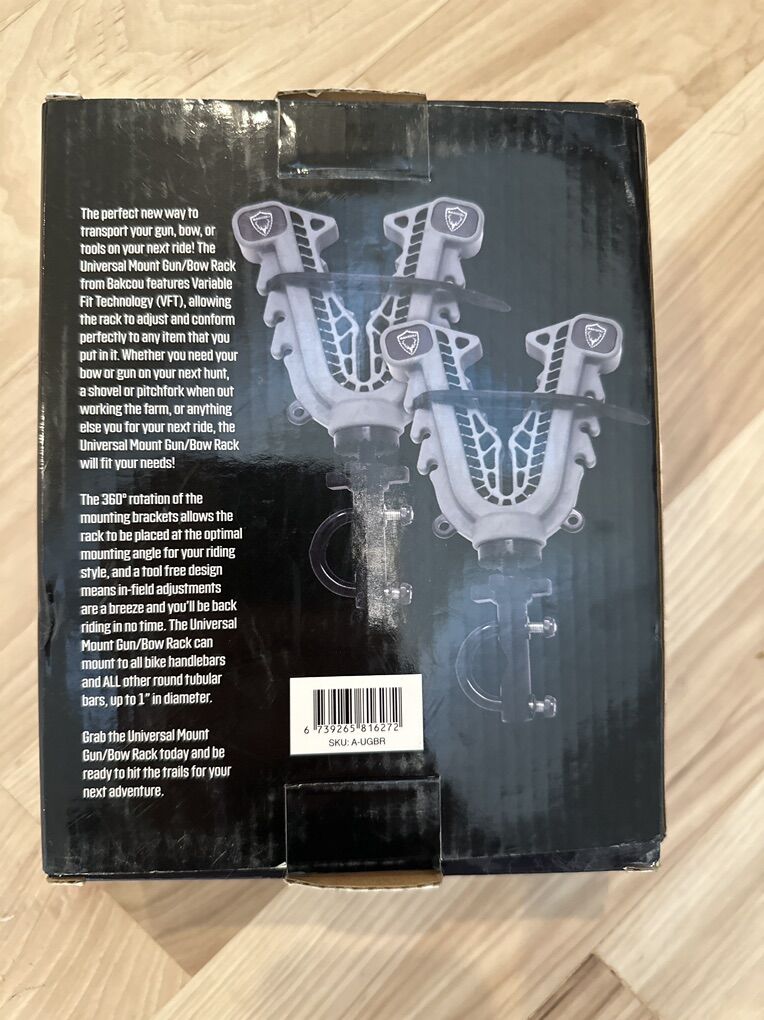 The perfect new way to
transport your gun, bow, or
tools on your next ride! The
Universal Mount Gun/Bow Rack
from Bakcou features Variable
Fit Technology (VFT), allowing
the rack to adjust and conform
perfectly to any item that you
put in it. Whether you need your
bow or gun on your next hunt,
a shovel or pitchfork when out
working the farm, or anything
else you for your next ride, the
Universal Mount Gun/Bow Rack
will fit your needs!
The 360° rotation of the
mounting brackets allows the
rack to be placed at the optimal
mounting angle for your riding
style, and a tool free design
means in-field adjustments
are a breeze and you'll be back
riding in no time. The Universal
Mount Gun/Bow Rack can
mount to all bike handlebars
and ALL other round tubular
bars, up to 1" in diameter.
Grab the Universal Mount
Gun/Bow Rack today and be
ready to hit the trails for your
next adventure.
6 739265 816272
SKU: A-UGBR